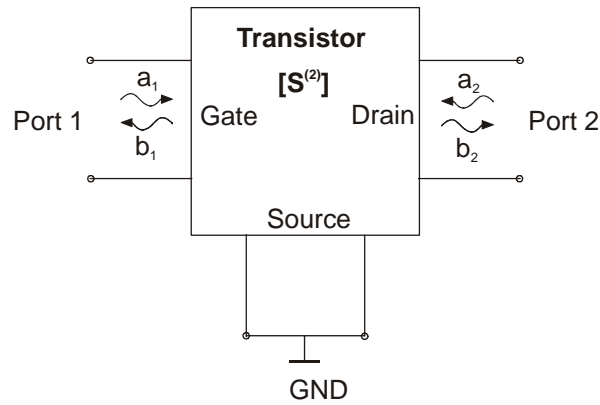 Transistor
[S⁽²⁾]
a₁
a₂
Port 1
Gate
Drain
Port 2
b₁
b₂
Source
GND